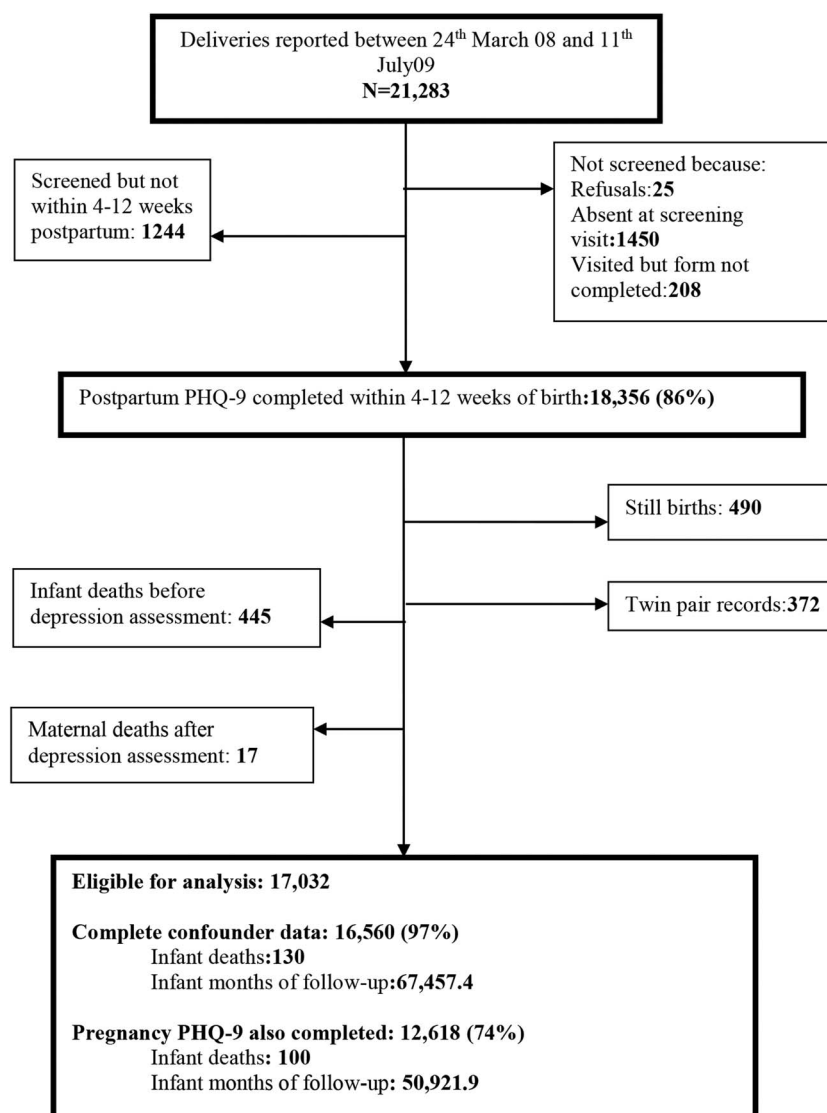 Deliveries reported between 24th March 08 and 11th
July09
N=21,283
Screened but not
within 4-12 weeks
postpartum: 1244
Not screened because:
Refusals:25
Absent at screening
visit:1450
Visited but form not
completed:208
Postpartum PHQ-9 completed within 4-12 weeks of birth:18,356 (86%)
Still births: 490
Infant deaths before
depression assessment: 445
Twin pair records:372
Maternal deaths after
depression assessment: 17
Eligible for analysis: 17,032
Complete confounder data: 16,560 (97%)
Infant deaths:130
Infant months of follow-up:67,457.4
Pregnancy PHQ-9 also completed: 12,618 (74%)
Infant deaths: 100
Infant months of follow-up: 50,921.9